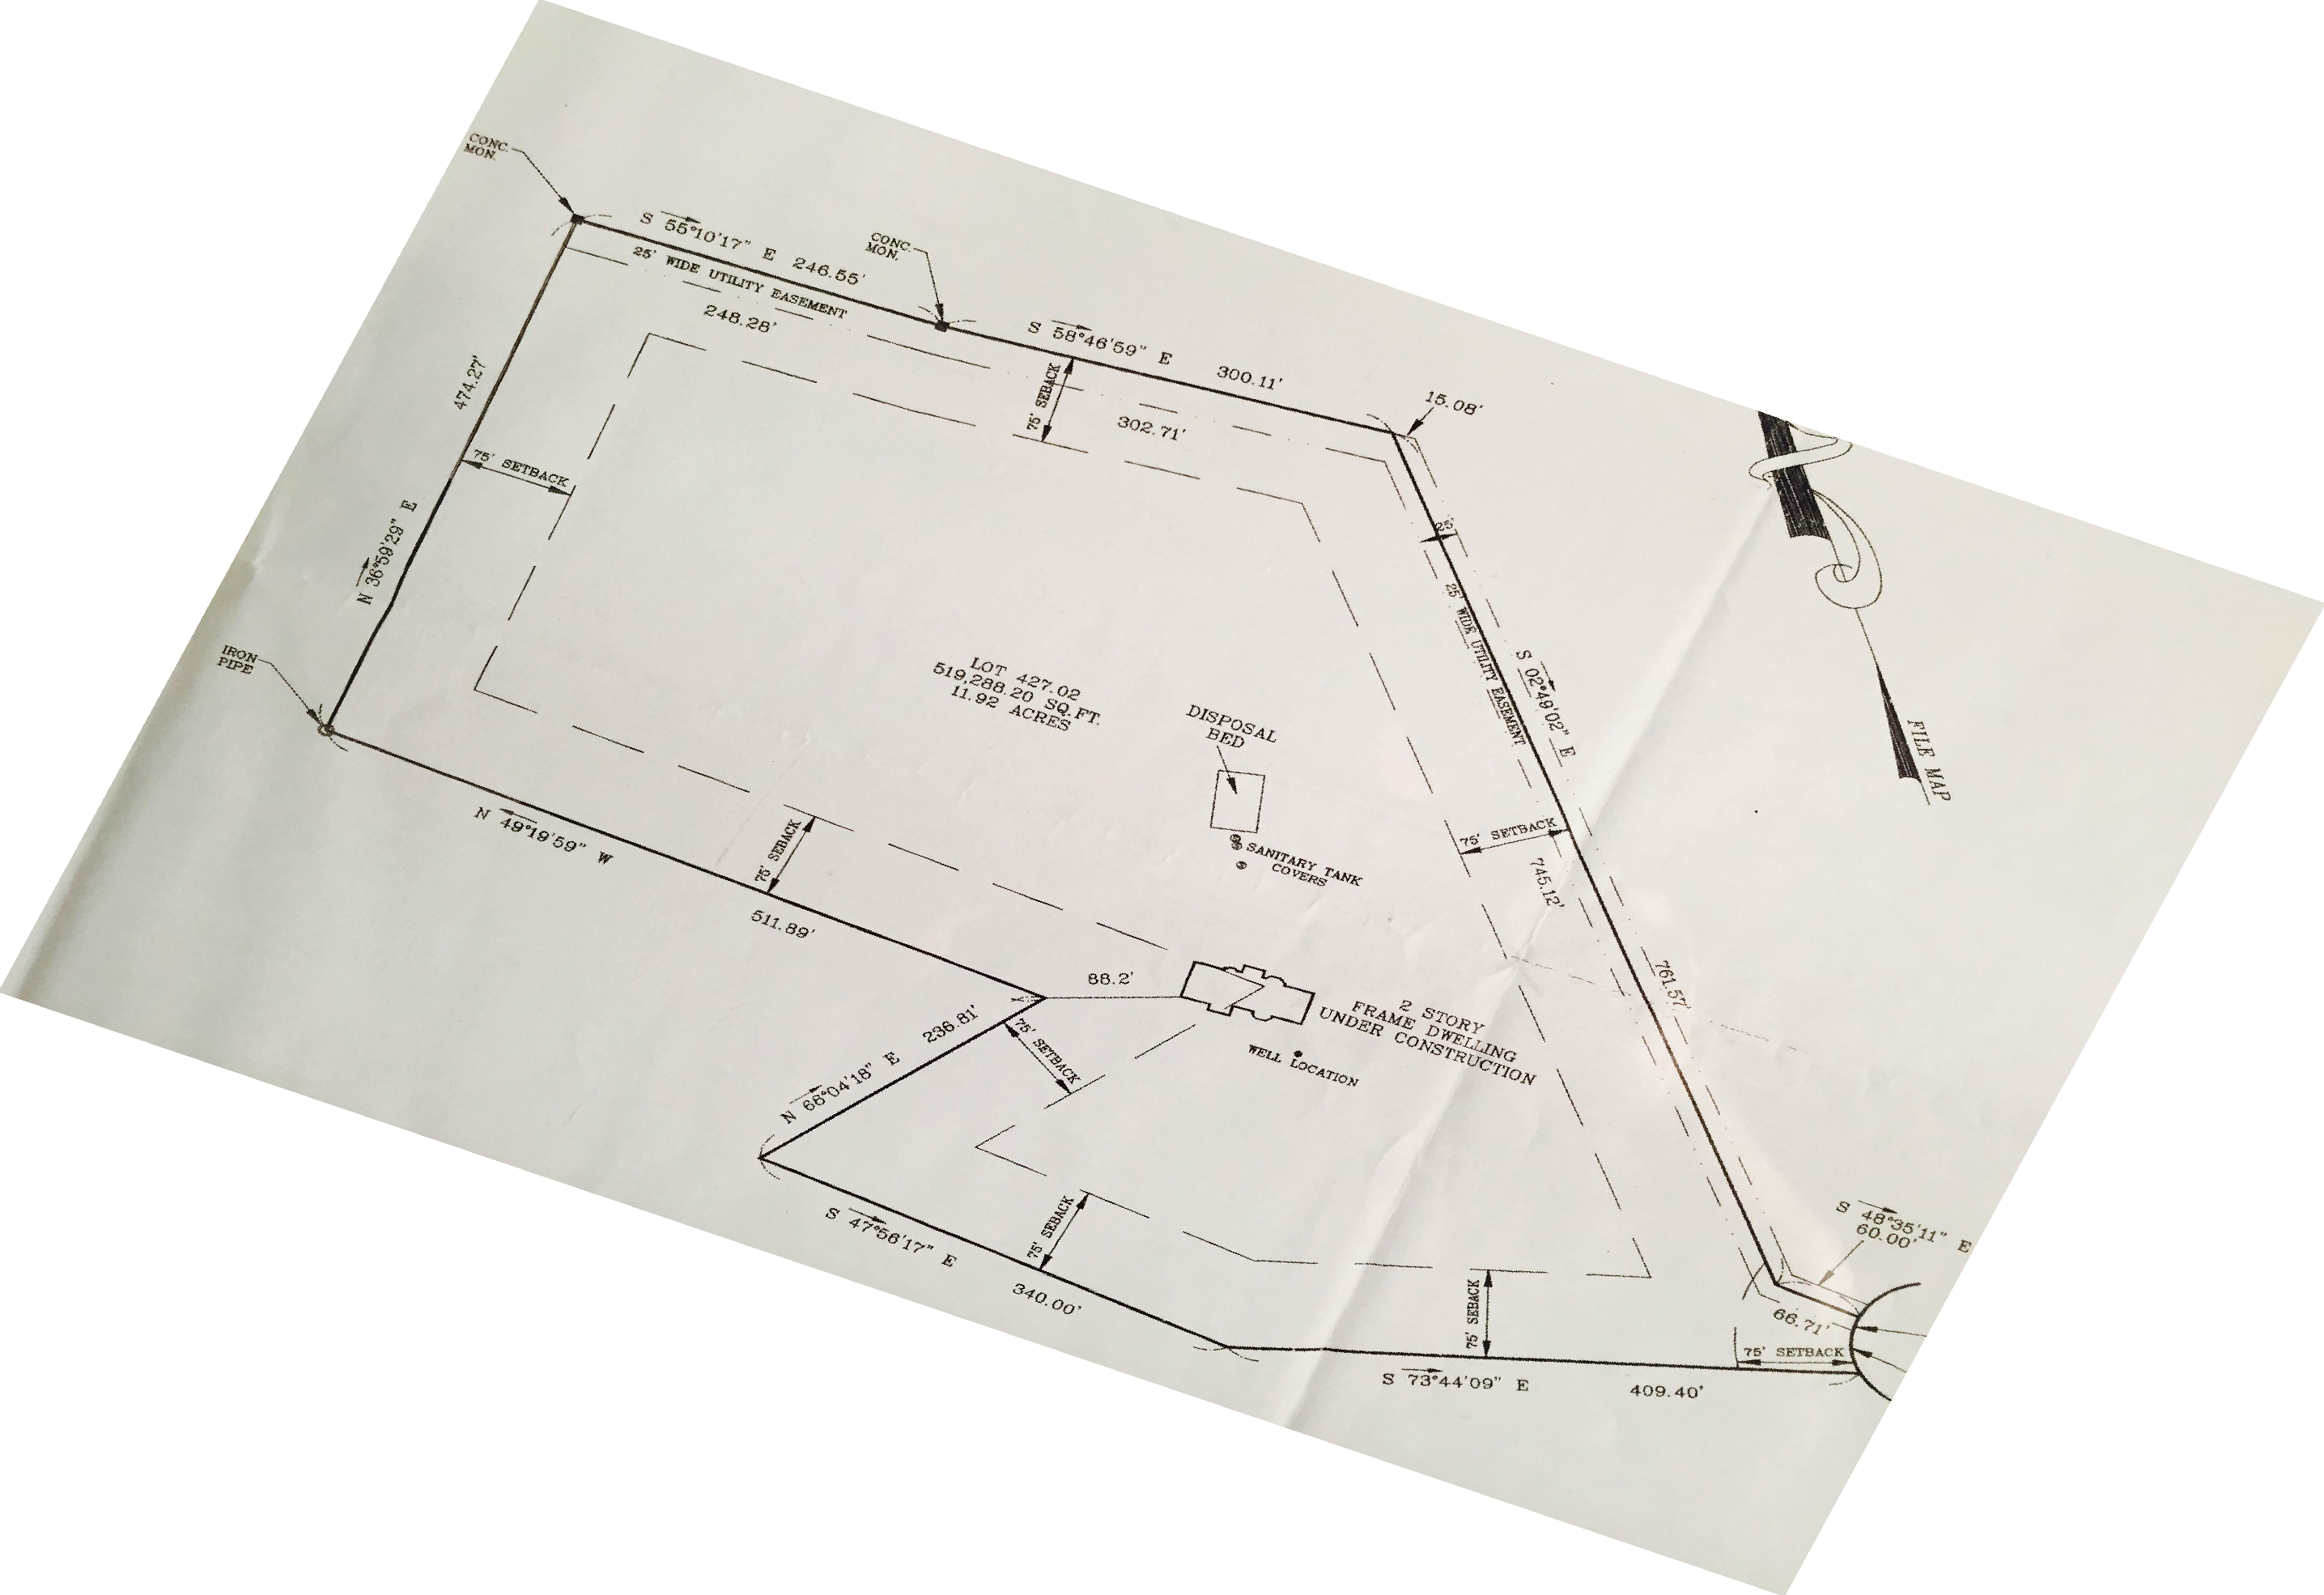 CONC.
MON.
S 55°10'17" E 246.55'
25' WIDE UTILITY EASEMENT
248.28'
CONC.
MON.
S 58°46'59" E 300.11'
75' SEBACK
302.71'
15.08'
474.27'
75' SETBACK
N 36°59'29" E
25'
25' WIDE UTILITY EASEMENT
S 02°49'02" E
IRON
PIPE
LOT 427.02
519,288.20 SQ.FT.
11.92 ACRES
DISPOSAL
BED
FILE MAP
N 49°19'59" W
75' SEBACK
SANITARY TANK
COVERS
75' SETBACK
745.12'
511.89'
88.2'
761.57'
2 STORY
FRAME DWELLING
UNDER CONSTRUCTION
WELL LOCATION
236.81'
75' SETBACK
N 68°04'18" E
S 47°56'17" E
75' SEBACK
340.00'
S 48°35'11" E
60.00'
75' SEBACK
66.71'
75' SETBACK
S 73°44'09" E 409.40'